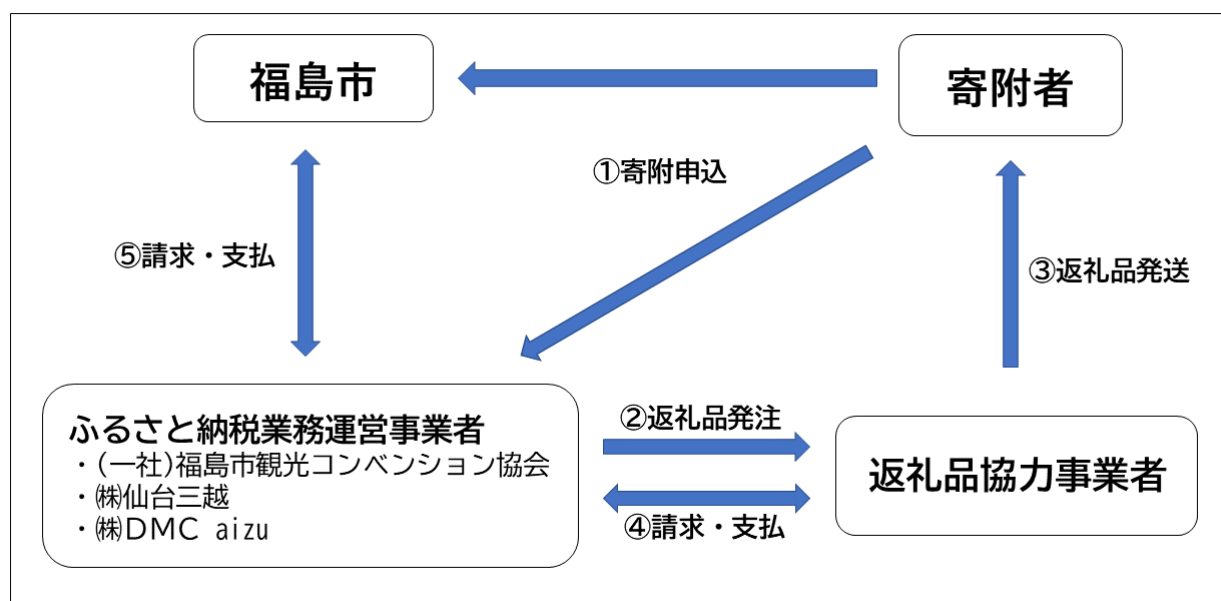 福島市
寄附者
①寄附申込
⑤請求・支払
③返礼品発送
ふるさと納税業務運営事業者
・(一社)福島市観光コンベンション協会
・㈱仙台三越
・㈱DMC aizu
②返礼品発注
④請求・支払
返礼品協力事業者